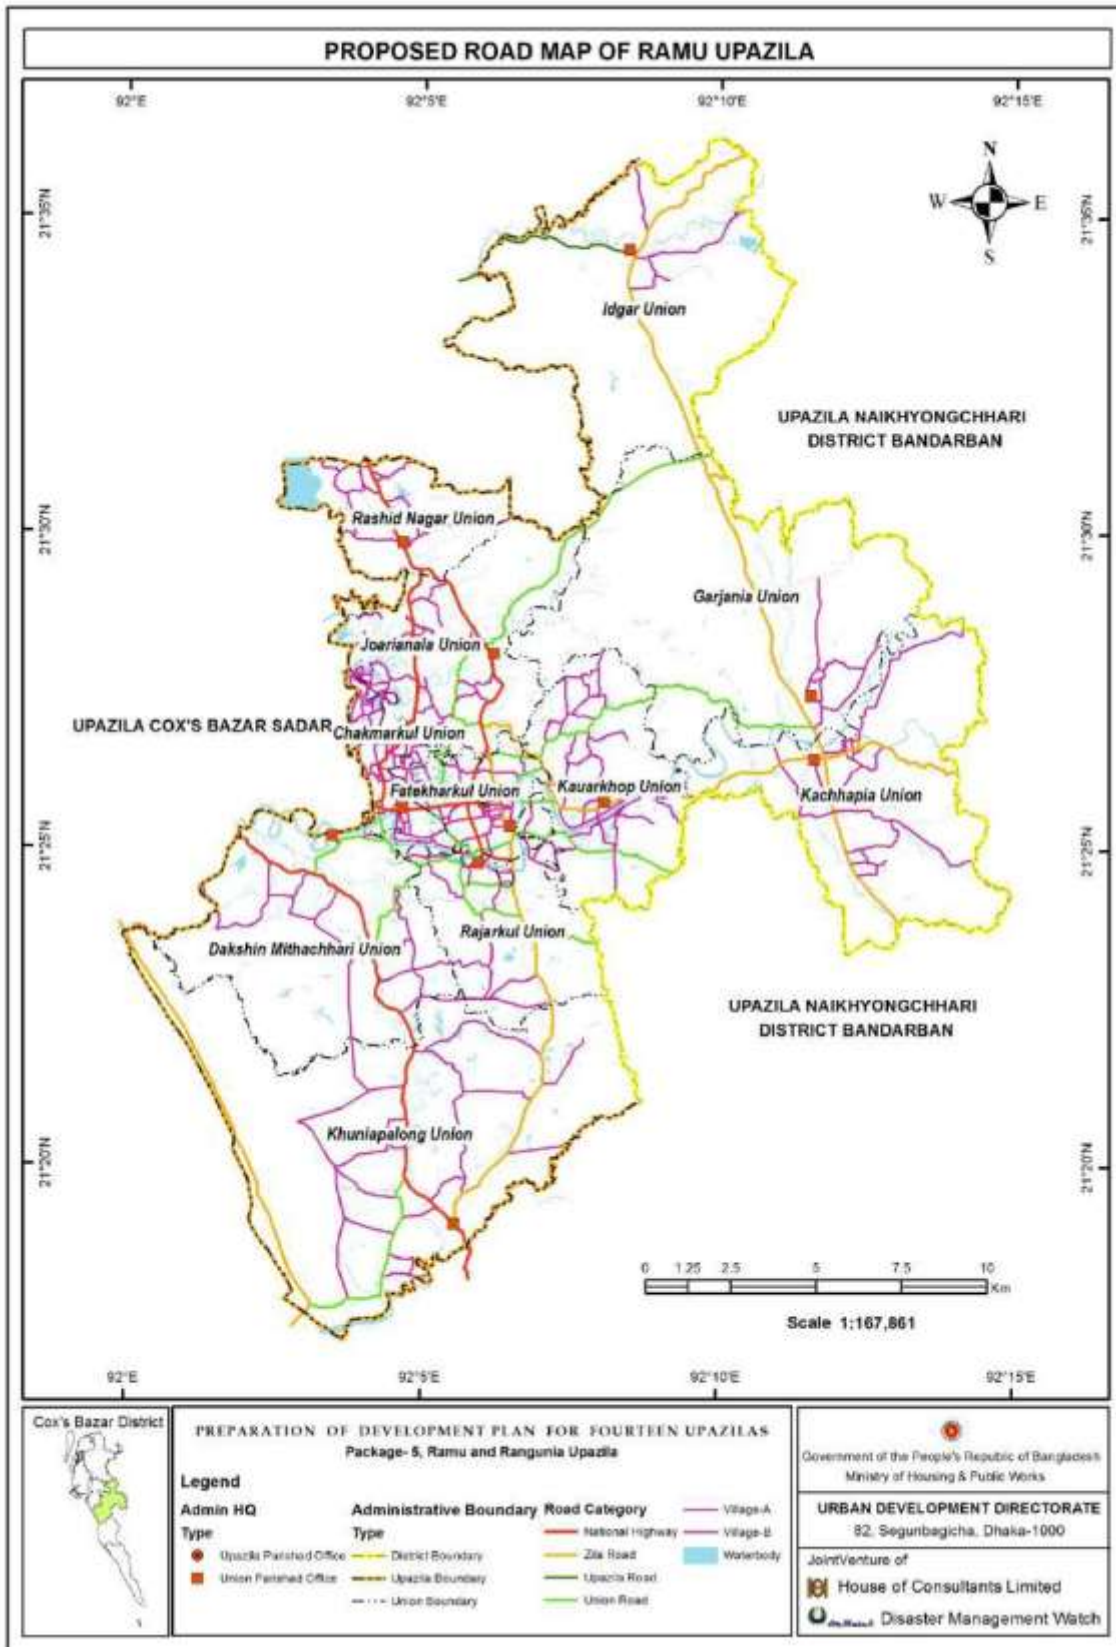 PROPOSED ROAD MAP OF RAMU UPAZILA
92°E 92°5'E 92°10'E 92°15'E
N
W E
S
21°35'N 21°35'N
Idgar Union
UPAZILA NAIKHYONGCHHARI
DISTRICT BANDARBAN
21°30'N 21°30'N
Rashid Nagar Union
Garjania Union
Joarianala Union
UPAZILA COX'S BAZAR SADAR
Chakmarkul Union
Fatekharkul Union
Kauarkhop Union
Kachhapia Union
21°25'N 21°25'N
Rajarkul Union
Dakshin Mithachhari Union
UPAZILA NAIKHYONGCHHARI
DISTRICT BANDARBAN
Khuniapalong Union
21°20'N 21°20'N
0 1.25 2.5 5 7.5 10
Km
Scale 1:167,861
92°E 92°5'E 92°10'E 92°15'E
Cox's Bazar District
PREPARATION OF DEVELOPMENT PLAN FOR FOURTEEN UPAZILAS
Package- 5, Ramu and Rangunia Upazila
Legend
Admin HQ
Type
Upazila Parishad Office
Union Parishad Office
Administrative Boundary
Type
District Boundary
Upazila Boundary
Union Boundary
Road Category
National Highway
Zila Road
Upazila Road
Union Road
Village-A
Village-B
Waterbody
Government of the People's Republic of Bangladesh
Ministry of Housing & Public Works
URBAN DEVELOPMENT DIRECTORATE
82, Segunbagicha, Dhaka-1000
JointVenture of
House of Consultants Limited
Disaster Management Watch